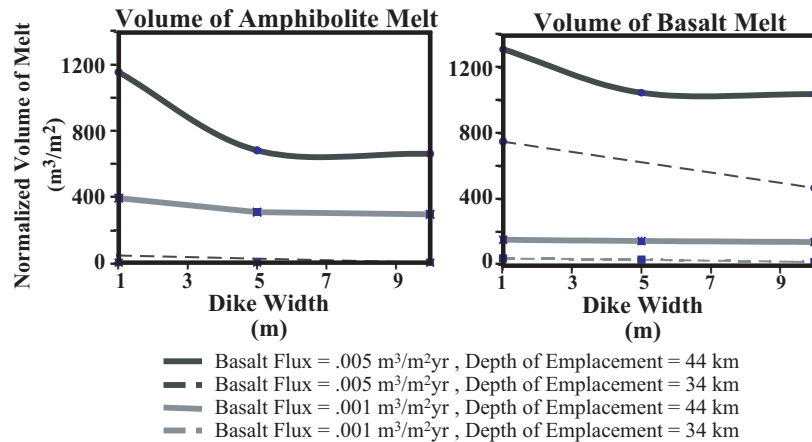 Volume of Amphibolite Melt
Volume of Basalt Melt
Normalized Volume of Melt
(m³/m²)
1200
800
400
0
1 3 5 7 9
Dike Width
(m)
1200
800
400
0
1 3 5 7 9
Dike Width
(m)
Basalt Flux = .005 m³/m²yr , Depth of Emplacement = 44 km
Basalt Flux = .005 m³/m²yr , Depth of Emplacement = 34 km
Basalt Flux = .001 m³/m²yr , Depth of Emplacement = 44 km
Basalt Flux = .001 m³/m²yr , Depth of Emplacement = 34 km